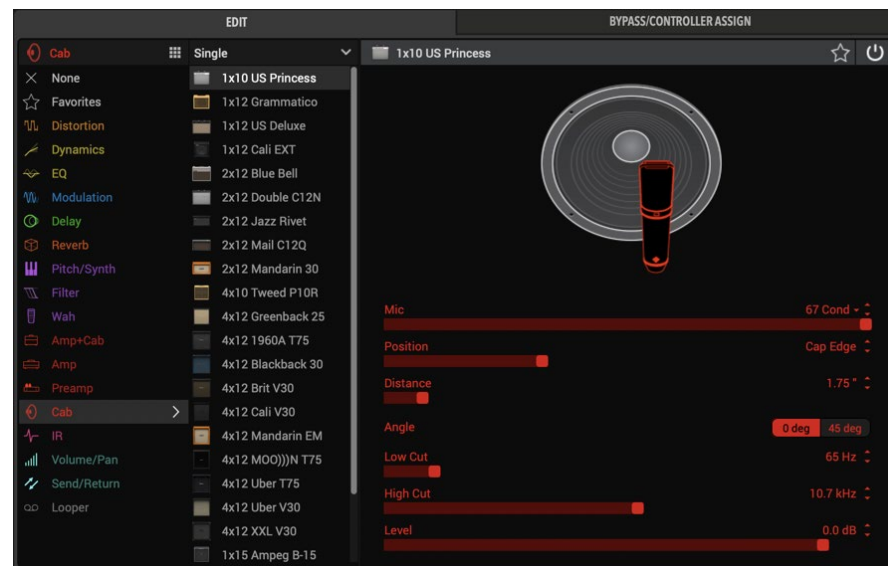 EDIT
BYPASS/CONTROLLER ASSIGN
Cab
None
Favorites
Distortion
Dynamics
EQ
Modulation
Delay
Reverb
Pitch/Synth
Filter
Wah
Amp+Cab
Amp
Preamp
Cab
IR
Volume/Pan
Send/Return
Looper
Single
1x10 US Princess
1x12 Grammatico
1x12 US Deluxe
1x12 Cali EXT
2x12 Blue Bell
2x12 Double C12N
2x12 Jazz Rivet
2x12 Mail C12Q
2x12 Mandarin 30
4x10 Tweed P10R
4x12 Greenback 25
4x12 1960A T75
4x12 Blackback 30
4x12 Brit V30
4x12 Cali V30
4x12 Mandarin EM
4x12 MOO)))N T75
4x12 Uber T75
4x12 Uber V30
4x12 XXL V30
1x15 Ampeg B-15
1x10 US Princess
Mic 67 Cond
Position Cap Edge
Distance 1.75 "
Angle 0 deg 45 deg
Low Cut 65 Hz
High Cut 10.7 kHz
Level 0.0 dB